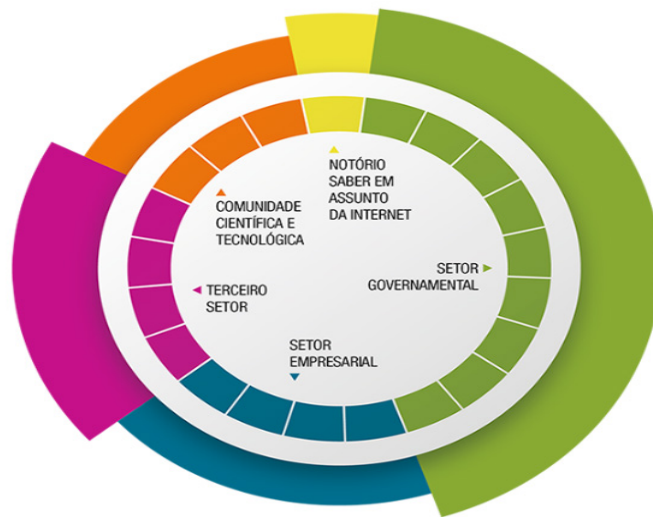 NOTÓRIO
SABER EM
ASSUNTO
DA INTERNET
COMUNIDADE
CIENTÍFICA E
TECNOLÓGICA
SETOR
GOVERNAMENTAL
TERCEIRO
SETOR
SETOR
EMPRESARIAL